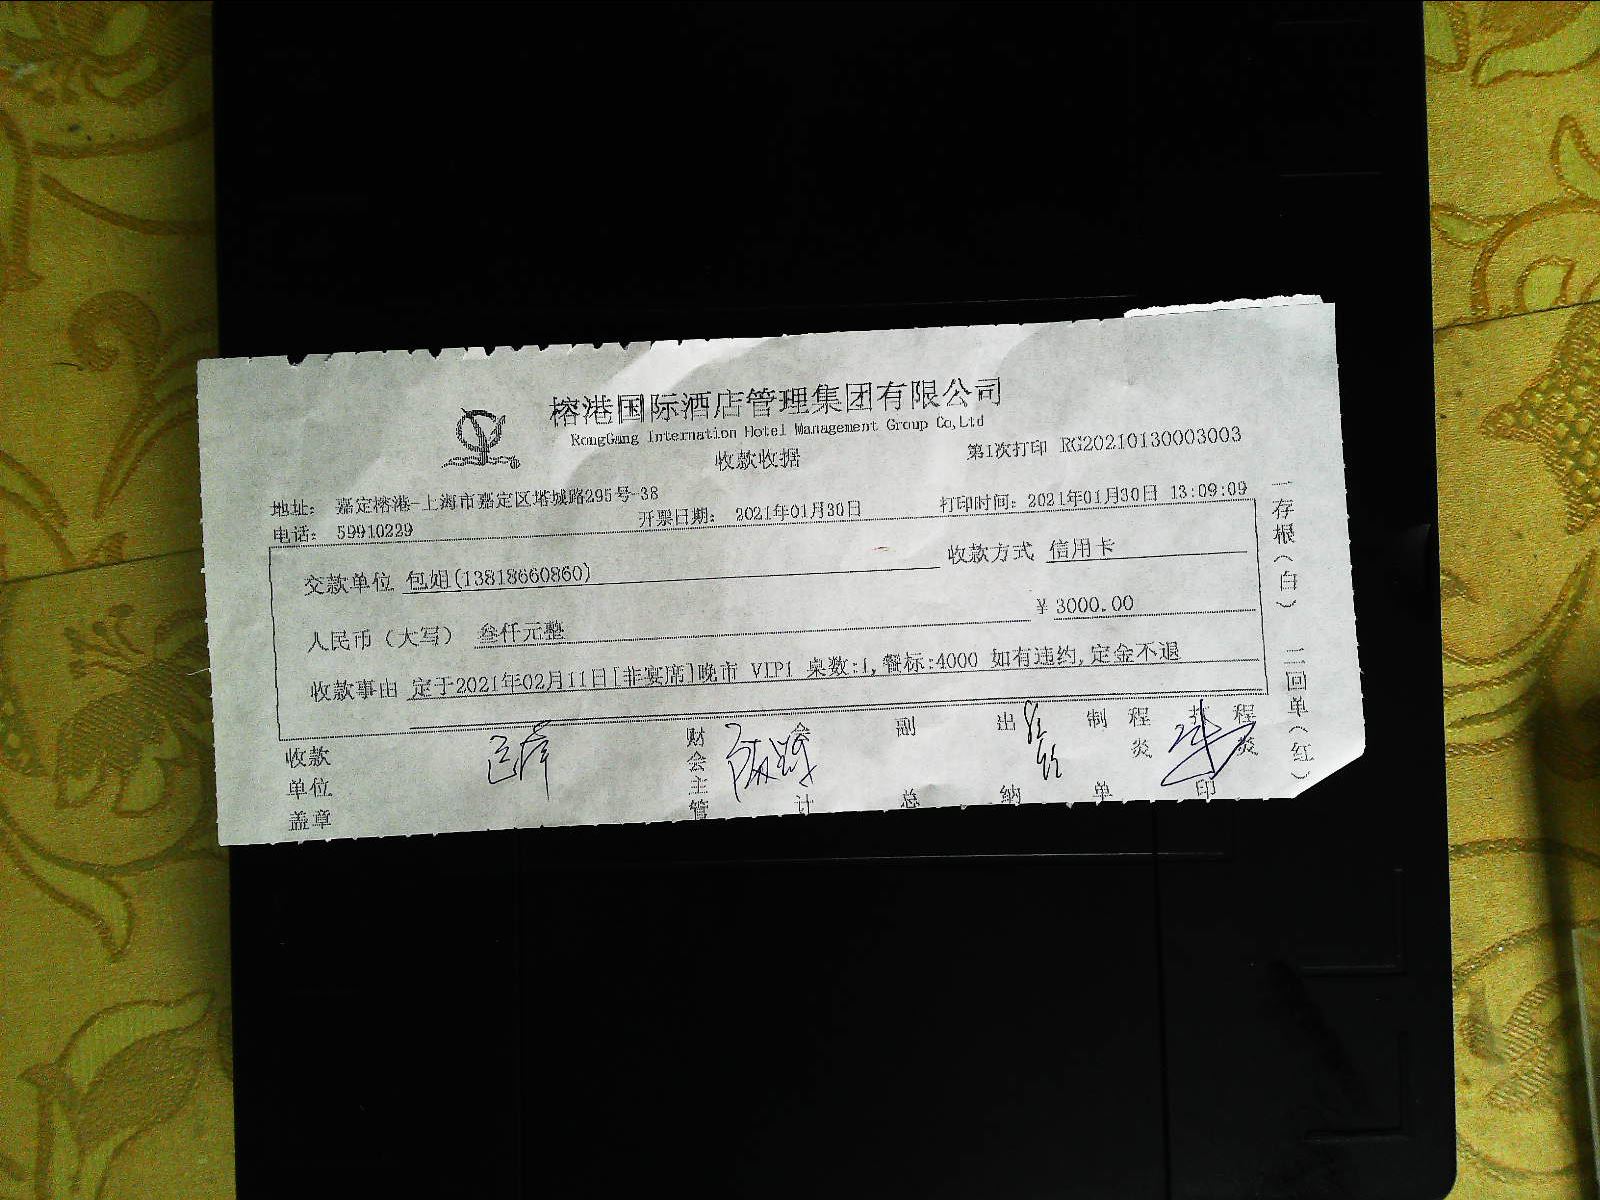 榕港国际酒店管理集团有限公司
RongGang Internation Hotel Management Group Co,Ltd
收款收据
第1次打印 RG20210130003003
地址: 嘉定榕港-上海市嘉定区塔城路295号-38
电话: 59910229
开票日期: 2021年01月30日
打印时间: 2021年01月30日 13:09:09
交款单位 包姐(13818660860)
收款方式 信用卡
人民币（大写） 叁仟元整
¥ 3000.00
收款事由 定于2021年02月11日[非宴席]晚市 VIP1 桌数:1,餐标:4000 如有违约,定金不退
收款单位盖章
财会主管
会计
副总
出纳
制单
程炎
打印
程炎
一存根（白） 二回单（红）